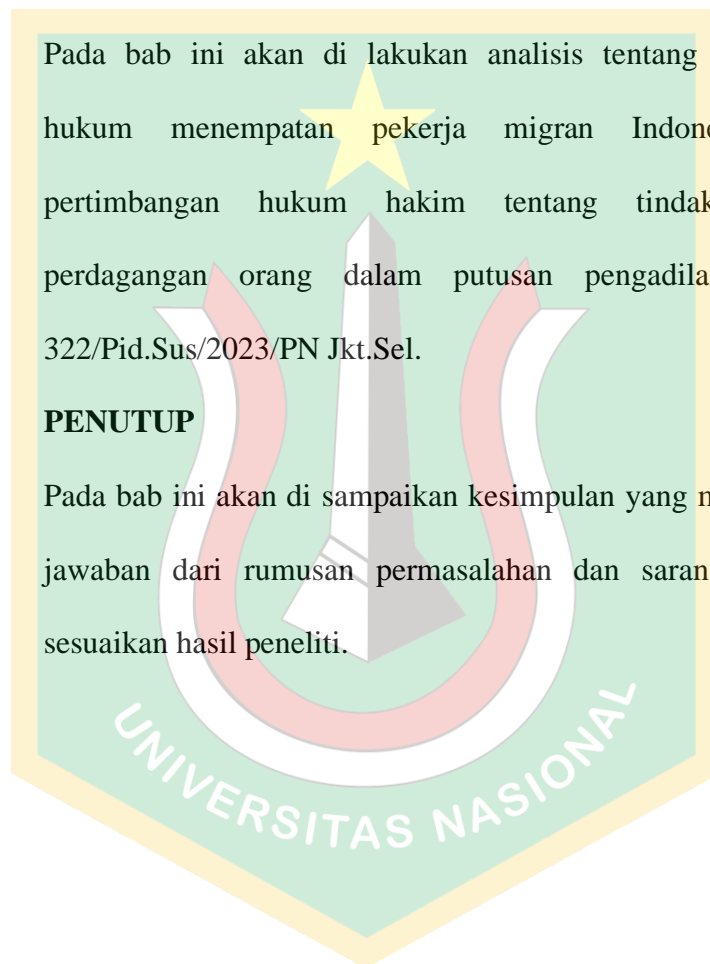 Pada bab ini akan di lakukan analisis tentang
hukum menempatan pekerja migran
pertimbangan hukum hakim tentang
perdagangan orang dalam putusan
322/Pid.Sus/2023/PN Jkt.Sel.
PENUTUP
Pada bab ini akan di sampaikan kesimpulan yang
jawaban dari rumusan permasalahan dan saran
sesuaikan hasil peneliti.
UNIVERSITAS NASIONAL